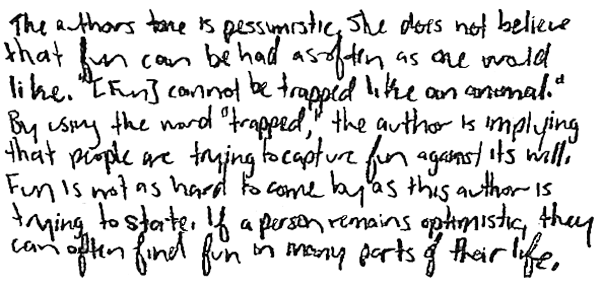 The authors tone is pessimistic. She does not believe
that fun can be had as often as one would
like. "[Fun] cannot be trapped like an animal."
By using the word "trapped," the author is implying
that people are trying to capture fun against its will.
Fun is not as hard to come by as this author is
trying to state. If a person remains optimistic, they
can often find fun in many parts of their life.